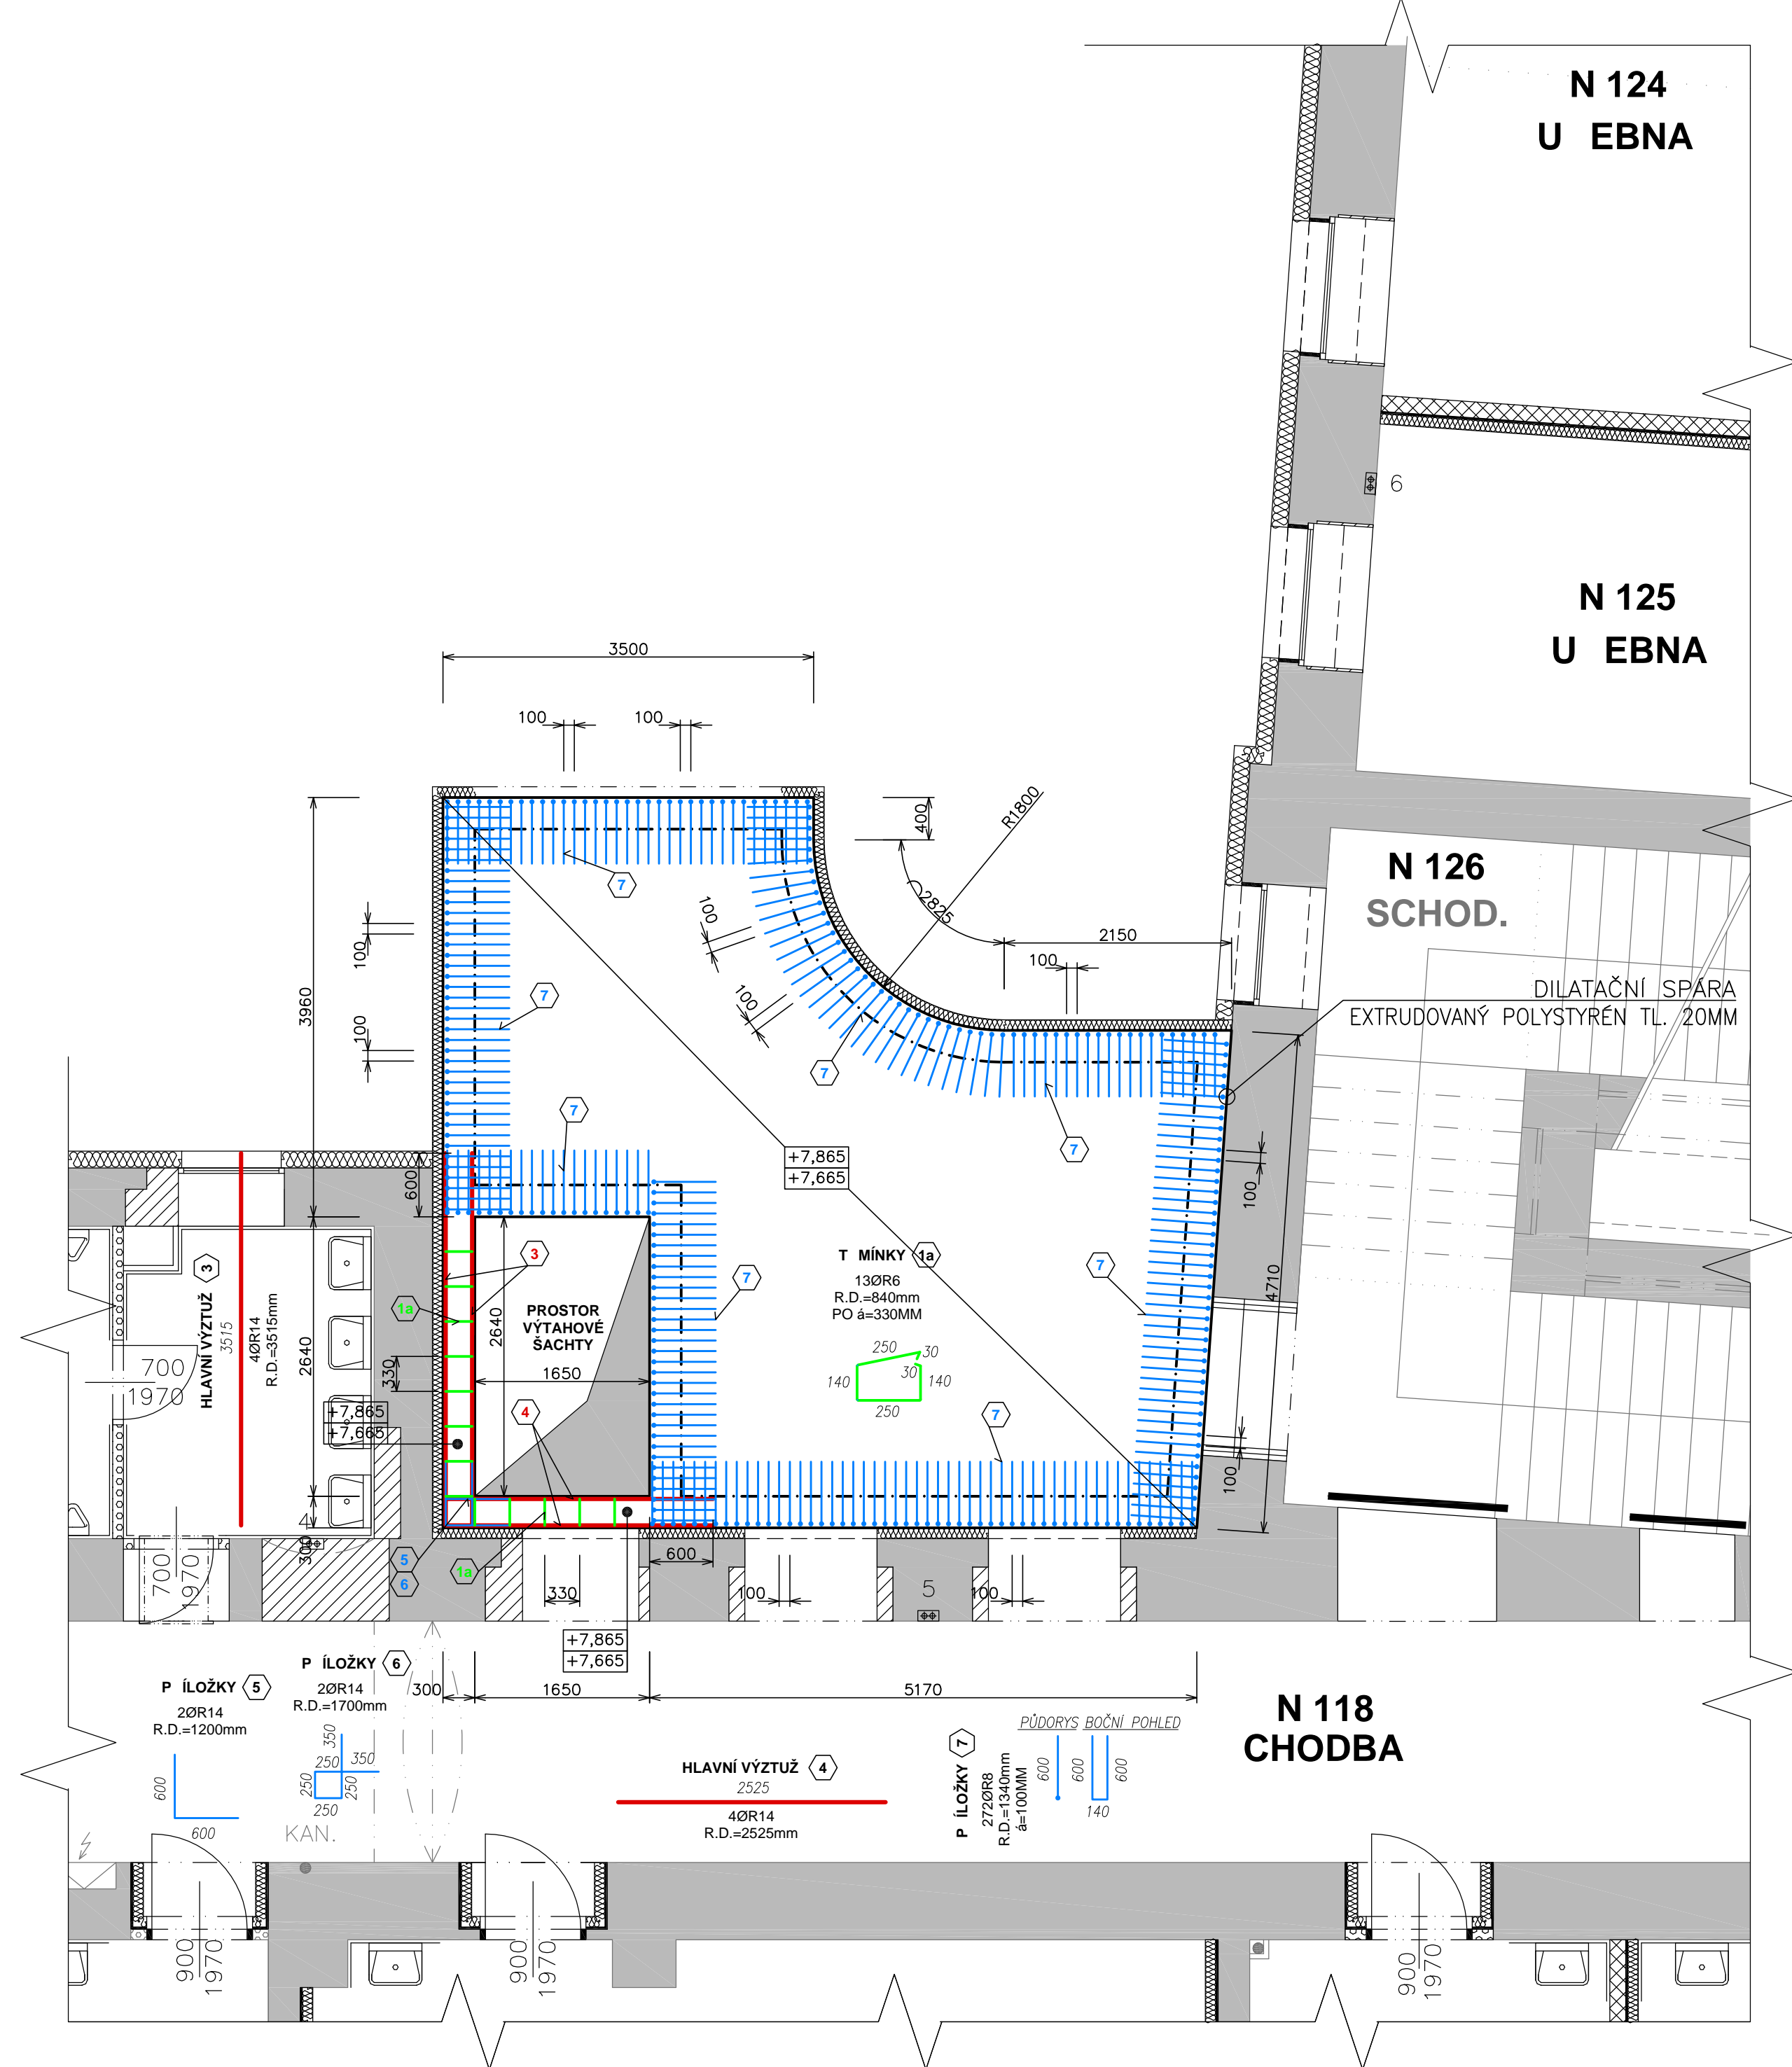 N 124
U EBNA
6
N 125
U EBNA
3500
100
100
R1800
400
N 126
SCHOD.
7
2825
100
2150
100
100
DILATAČNÍ SPÁRA
EXTRUDOVANÝ POLYSTYRÉN TL. 20MM
3960
7
100
100
7
7
7
+7,865
+7,665
600
100
3
T MÍNKY 1a
13ØR6
R.D.=840mm
PO á=330MM
7
7
4710
HLAVNÍ VÝZTUŽ 3
3515
4ØR14
R.D.=3515mm
1a
PROSTOR
VÝTAHOVÉ
ŠACHTY
2640
2640
1650
330
250
30
30
140
140
250
700
1970
4
7
+7,865
+7,665
100
4
300
700
1970
5
6
1a
600
330
100
5
100
+7,865
+7,665
P ÍLOŽKY 6
2ØR14
R.D.=1700mm
P ÍLOŽKY 5
2ØR14
R.D.=1200mm
300
1650
5170
N 118
CHODBA
350
250
350
250
250
250
600
600
KAN.
HLAVNÍ VÝZTUŽ 4
2525
4ØR14
R.D.=2525mm
P ÍLOŽKY 7
272ØR8
R.D.=1340mm
á=100MM
PŮDORYS BOČNÍ POHLED
600
600
600
140
900
1970
900
1970
900
1970